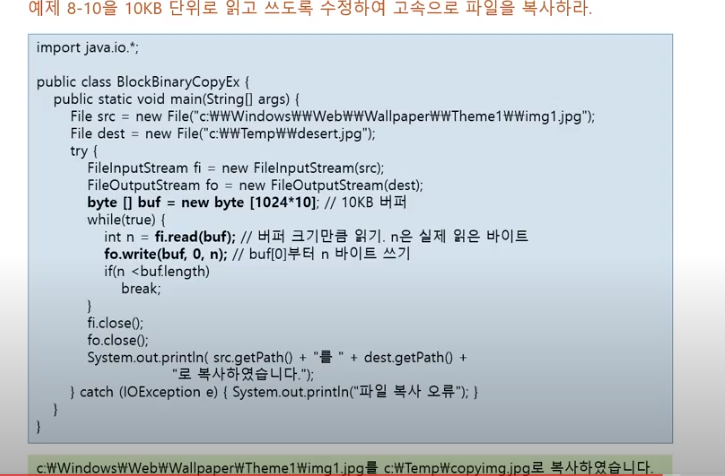 예제 8-10을 10KB 단위로 읽고 쓰도록 수정하여 고속으로 파일을 복사하라.
import java.io.*;
public class BlockBinaryCopyEx {
public static void main(String[] args) {
File src = new File("c:₩₩Windows₩₩Web₩₩Wallpaper₩₩Theme1₩₩img1.jpg");
File dest = new File("c:₩₩Temp₩₩desert.jpg");
try {
FileInputStream fi = new FileInputStream(src);
FileOutputStream fo = new FileOutputStream(dest);
byte [] buf = new byte [1024*10]; // 10KB 버퍼
while(true) {
int n = fi.read(buf); // 버퍼 크기만큼 읽기. n은 실제 읽은 바이트
fo.write(buf, 0, n); // buf[0]부터 n 바이트 쓰기
if(n <buf.length)
break;
}
fi.close();
fo.close();
System.out.println( src.getPath() + "를 " + dest.getPath() +
"로 복사하였습니다.");
} catch (IOException e) { System.out.println("파일 복사 오류"); }
}
}
c:₩Windows₩Web₩Wallpaper₩Theme1₩img1.jpg를 c:₩Temp₩copyimg.jpg로 복사하였습니다.